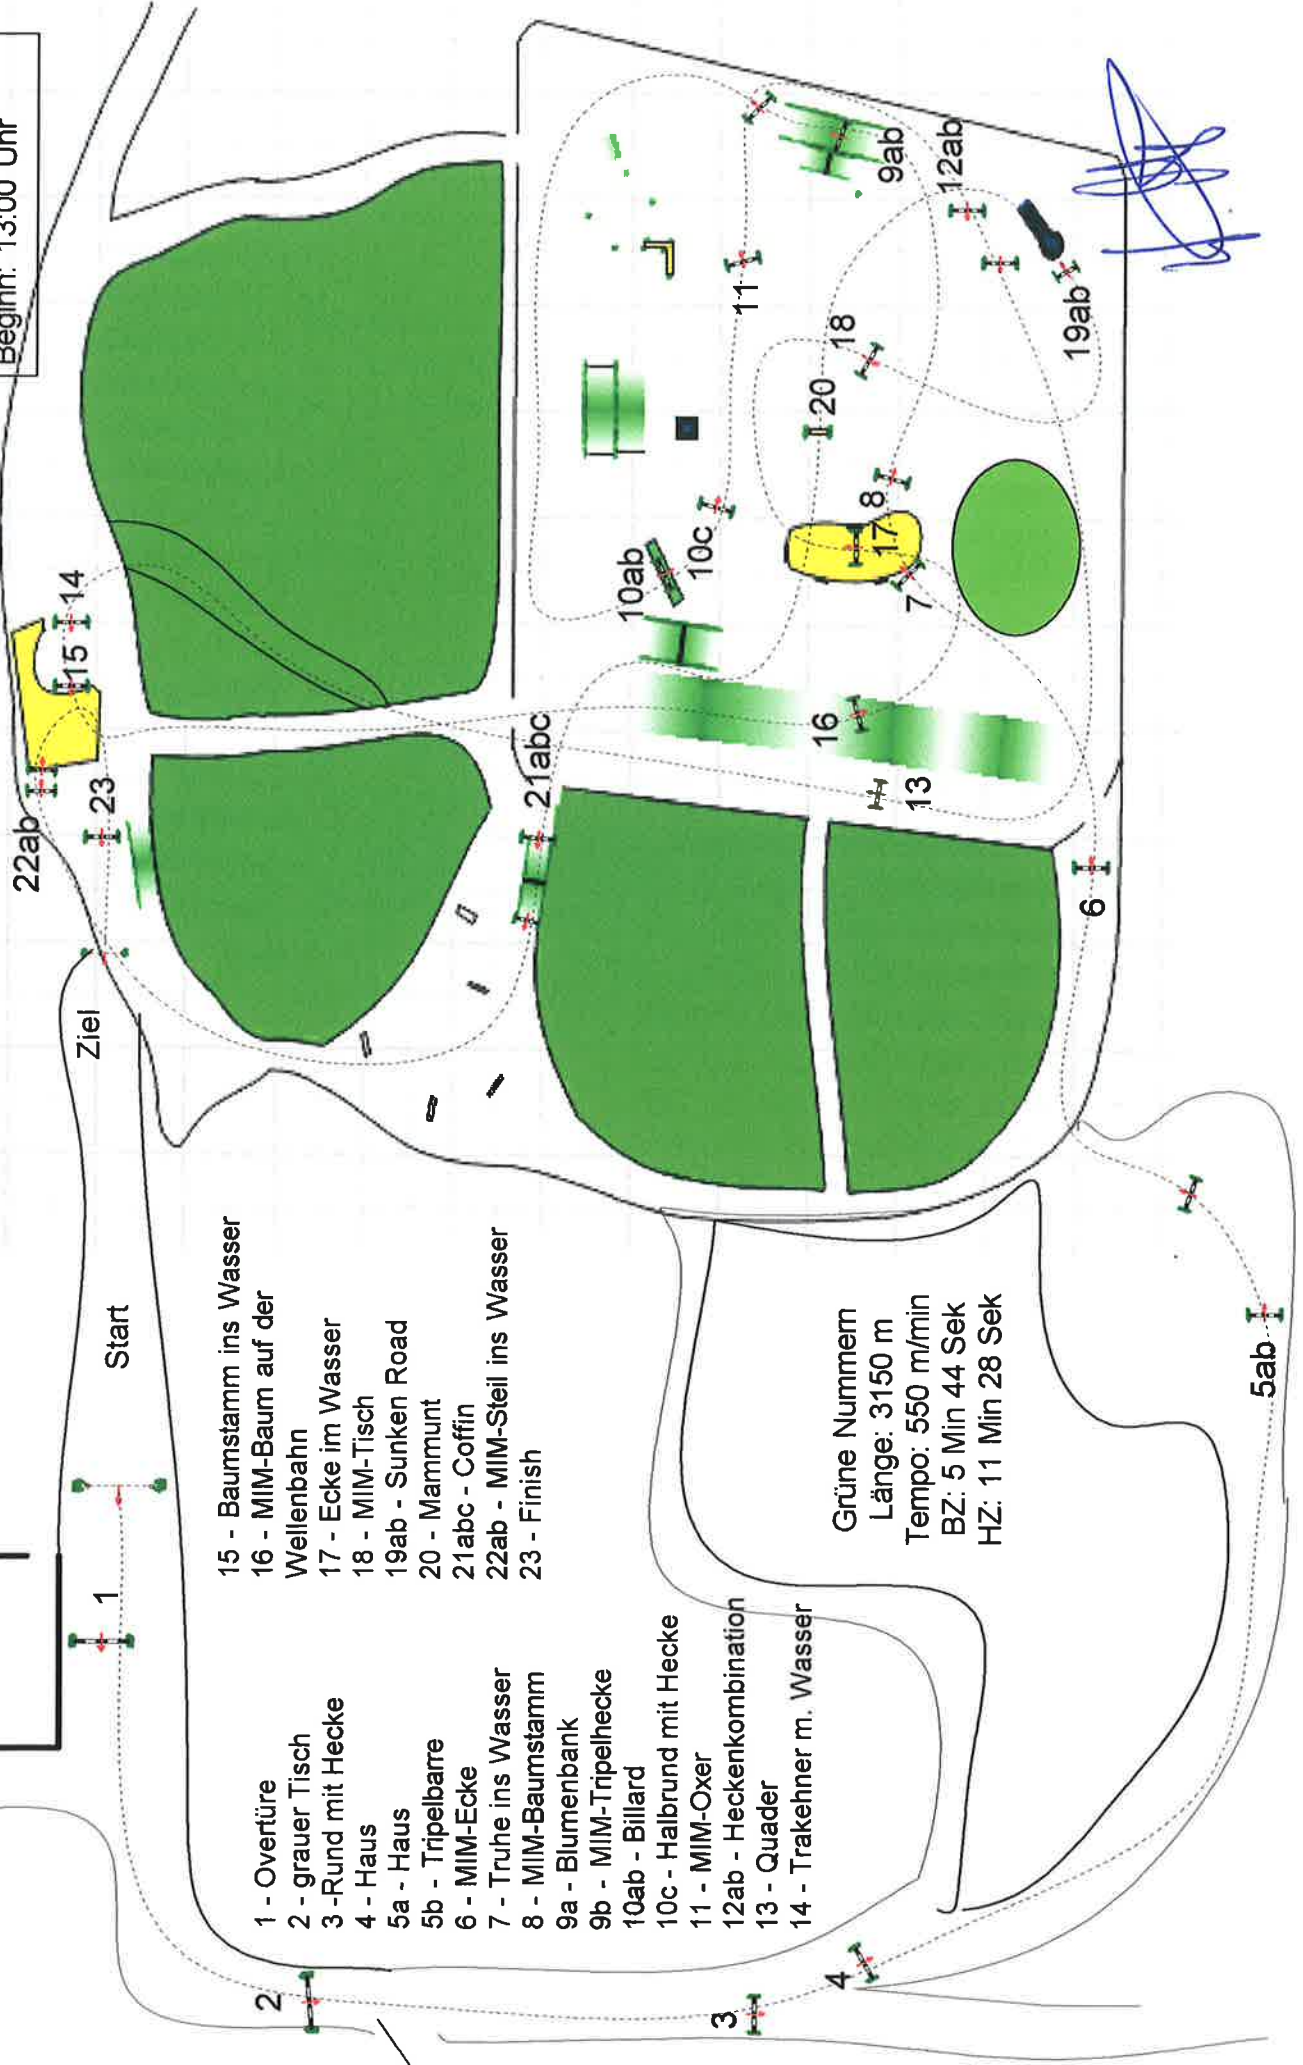 Beginn: 13:00 Uhr
Start
Ziel
1
2
3
4
5ab
6
7
8
9ab
10ab
10c
11
12ab
13
14
15
16
17
18
19ab
20
21abc
22ab
23
1 - Overtüre
2 - grauer Tisch
3 -Rund mit Hecke
4 - Haus
5a - Haus
5b - Tripelbarre
6 - MIM-Ecke
7 - Truhe ins Wasser
8 - MIM-Baumstamm
9a - Blumenbank
9b - MIM-Tripelhecke
10ab - Billard
10c - Halbrund mit Hecke
11 - MIM-Oxer
12ab - Heckenkombination
13 - Quader
14 - Trakehner m. Wasser
15 - Baumstamm ins Wasser
16 - MIM-Baum auf der
Wellenbahn
17 - Ecke im Wasser
18 - MIM-Tisch
19ab - Sunken Road
20 - Mammunt
21abc - Coffin
22ab - MIM-Steil ins Wasser
23 - Finish
Grüne Nummern
Länge: 3150 m
Tempo: 550 m/min
BZ: 5 Min 44 Sek
HZ: 11 Min 28 Sek